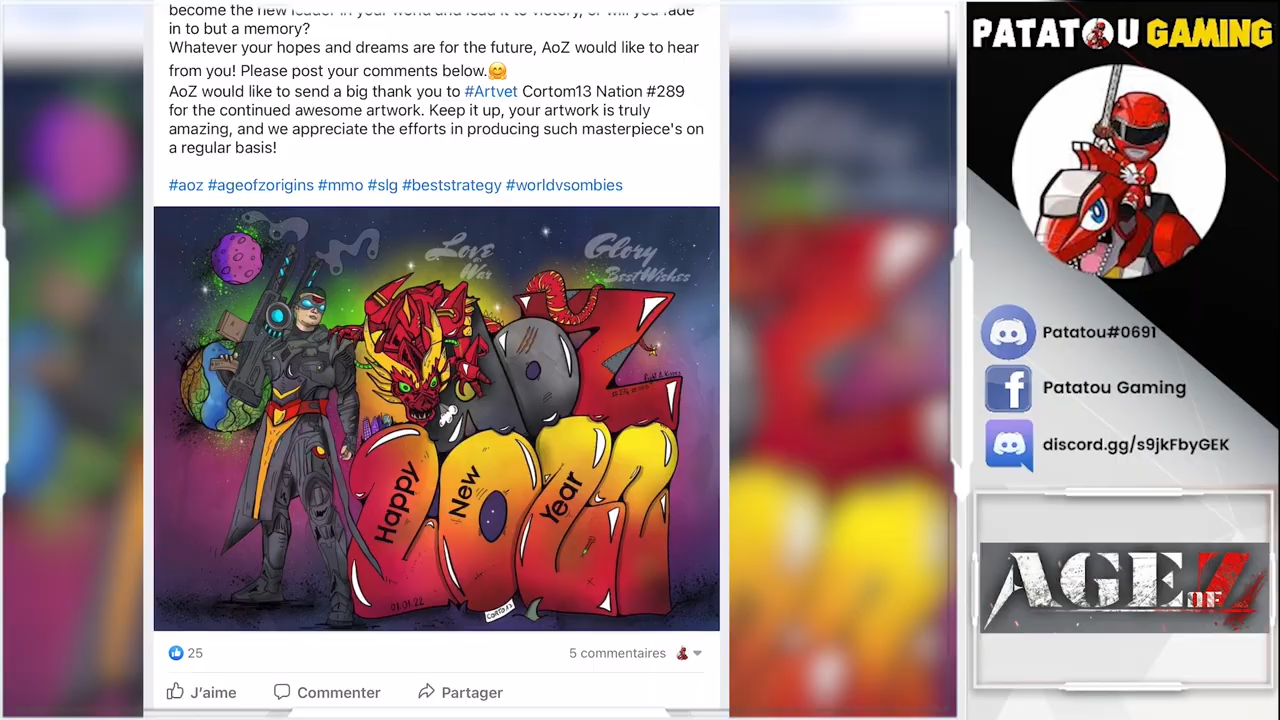 become the new leader in your world and lead it to victory, or will you fade
in to but a memory?
Whatever your hopes and dreams are for the future, AoZ would like to hear
from you! Please post your comments below.🤗
AoZ would like to send a big thank you to #Artvet Cortom13 Nation #289
for the continued awesome artwork. Keep it up, your artwork is truly
amazing, and we appreciate the efforts in producing such masterpiece's on
a regular basis!
#aoz #ageofzorigins #mmo #slg #beststrategy #worldvsombies
Love
War
Glory
Best Wishes
AOZ
2022
Happy
New
Year
01.01.22
25
5 commentaires
J'aime
Commenter
Partager
PATATOU GAMING
Patatou#0691
Patatou Gaming
discord.gg/s9jkFbyGEK
AGE OF Z